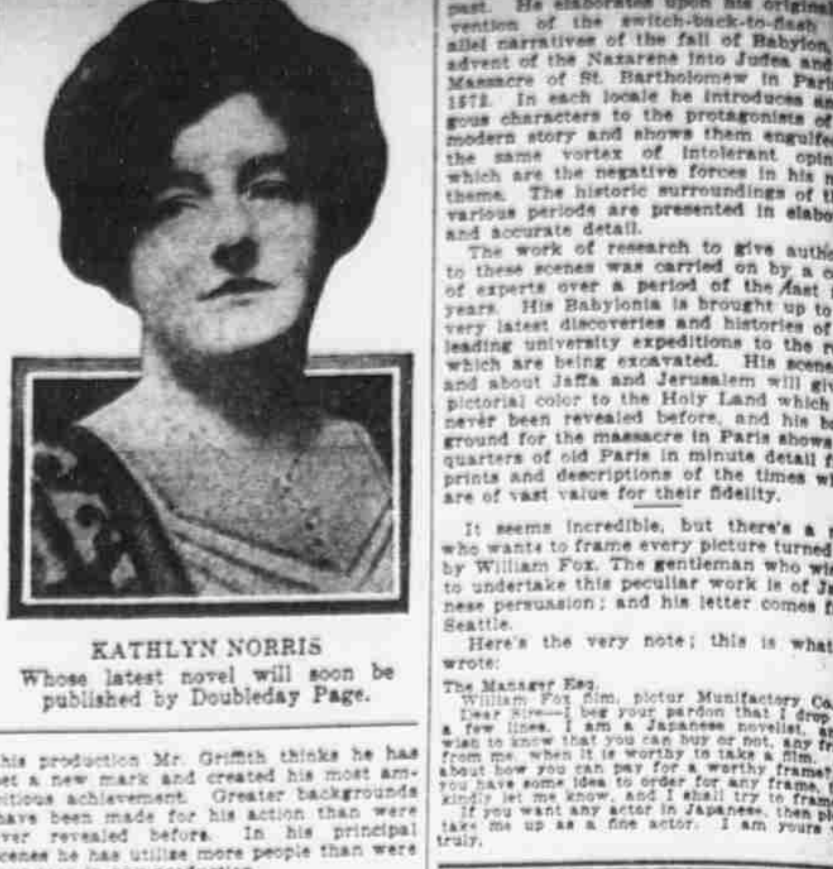 KATHLYN NORRIS
Whose latest novel will soon be
published by Doubleday Page.
his production Mr. Griffith thinks he has
et a new mark and created his most am-
bitious achievement. Greater backgrounds
have been made for his action than were
ver revealed before. In his principal
cenes he has utilize more people than were
past. He elaborates upon his original
vention of the switch-back-to-flash
allel narratives of the fall of Babylon,
advent of the Nazarene into Judea and
Massacre of St. Bartholomew in Par
1572. In each locale he introduces
gous characters to the protagonists of
modern story and shows them engulfe
the same vortex of intolerant opin
which are the negative forces in his
theme. The historic surroundings of
various periods are presented in elabo
and accurate detail.
The work of research to give autho
to these scenes was carried on by a c
of experts over a period of the last
years. His Babylonia is brought up to
very latest discoveries and histories of
leading university expeditions to the r
which are being excavated. His scene
and about Jaffa and Jerusalem will giv
pictorial color to the Holy Land which
never been revealed before, and his b
ground for the massacre in Paris shows
quarters of old Paris in minute detail f
prints and descriptions of the times w
are of vast value for their fidelity.
It seems incredible, but there's a
who wants to frame every picture turned
by William Fox. The gentleman who wi
to undertake this peculiar work is of J
nese persuasion; and his letter comes f
Seattle.
Here's the very note; this is what
wrote:
The Manager Esq.
William Fox film, pictur Munifactory Co
Dear Sire—I beg your pardon that I drop
a few lines. I am a Japanese novelist, an
wish to know that you can buy or not, any fr
from me, when it is worthy to take a film,
about how you can pay for a worthy frame
you have some idea to order for any frame,
kindly let me know, and I shall try to fram
If you want any actor in Japanese, then pl
take me up as a fine actor. I am yours
truly,